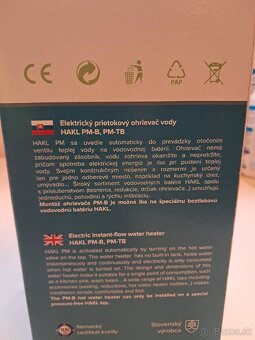 CE
PAP
Elektrický prietokový ohrievač vody
HAKL PM-B, PM-TB
HAKL PM sa uvedie automaticky do prevádzky otočením
ventilu teplej vody na vodovodnej batérii. Ohrievač nemá
zabudovaný zásobník, vodu zohrieva okamžite a nepretržite,
pričom spotreba elektrickej energie je iba pri pustení teplej
vody. Svojím konštrukčným riešením a rozmermi je určený
len pre jedno odberné miesto, napríklad na kuchynský drez,
umývadlo... Široký sortiment vodovodných batérií HAKL spolu
s príslušenstvom (tesnenia, redukcie, držiak ohrievača...) umožňujú
jednoduchú, pohodlnú a rýchlu inštaláciu.
Montáž ohrievača PM-B je možná iba na špeciálnu beztlakovú
vodovodnú batériu HAKL.
Electric instant-flow water heater
HAKL PM-B, PM-TB
HAKL PM is activated automatically by turning on the hot water
valve on the tap. The water heater has no built-in tank, heats water
instantaneously and continuously and electricity is only consumed
when hot water is turned on. The design and dimensions of the
water heater make it suitable for a single point of consumption, such
as a kitchen sink, wash basin... A wide range of HAKL taps including
accessories (sealing, reductions, heater holders...) makes
installation simple, comfortable and fast.
The PM-B hot water heater can only be installed on a special
pressure-free HAKL tap.
Nemecký
certifikát kvality
Slovenský
výrobca
bazos.sk